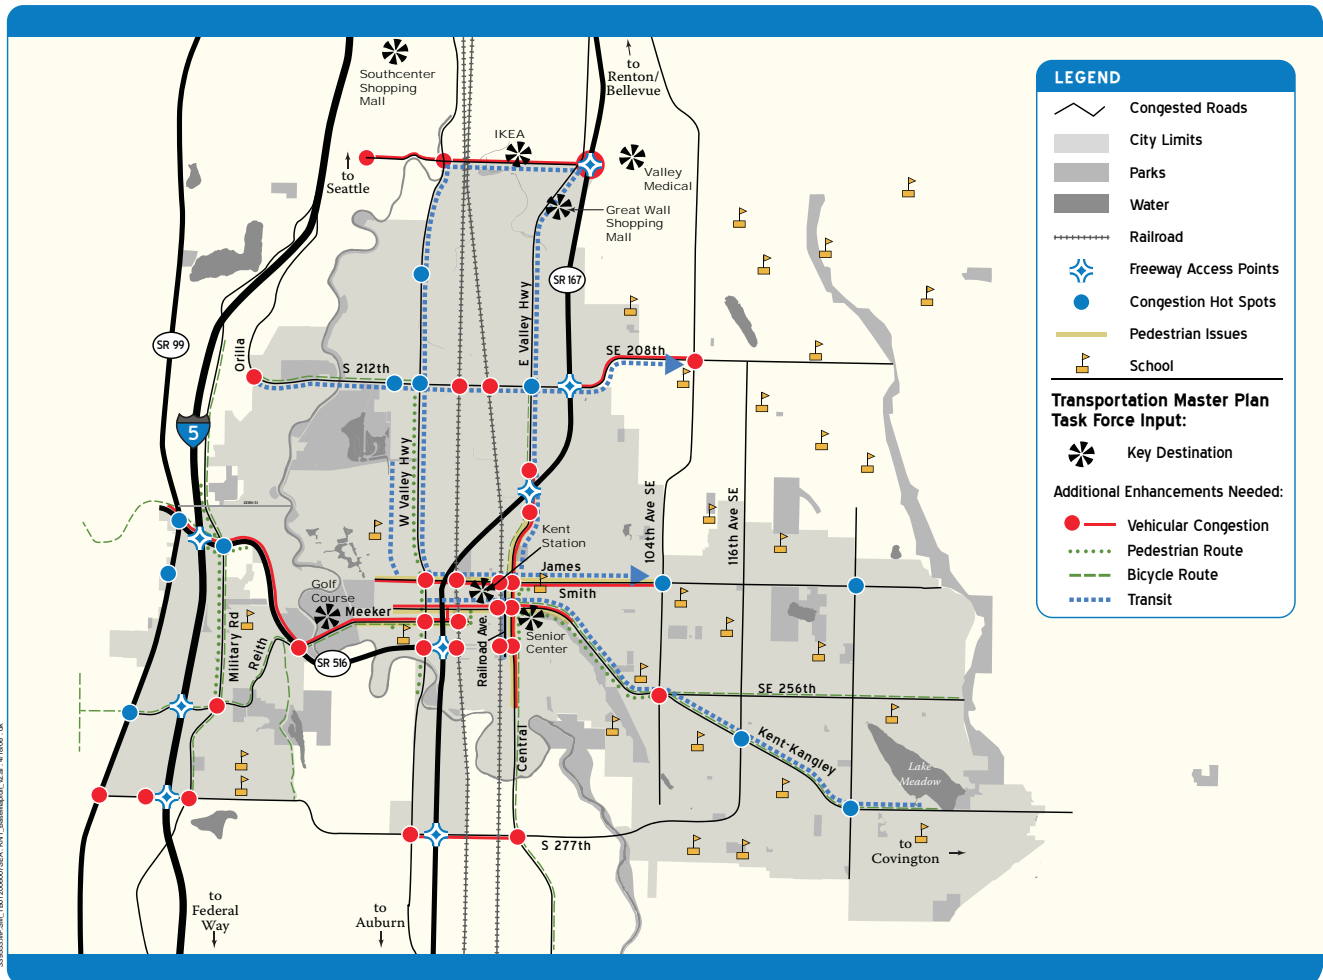 Southcenter
Shopping
Mall
to
Renton/
Bellevue
IKEA
to
Seattle
Valley
Medical
Great Wall
Shopping
Mall
SR 167
E Valley Hwy
SR 99
Orilla
S 212th
SE 208th
5
W Valley Hwy
104th Ave SE
116th Ave SE
Kent
Station
James
Smith
Golf
Course
Meeker
Military Rd
Reith
SR 516
Railroad Ave.
Senior
Center
SE 256th
Kent-Kangley
Central
Lake
Meadow
S 277th
to
Covington
to
Federal
Way
to
Auburn
LEGEND
Congested Roads
City Limits
Parks
Water
Railroad
Freeway Access Points
Congestion Hot Spots
Pedestrian Issues
School
Transportation Master Plan
Task Force Input:
Key Destination
Additional Enhancements Needed:
Vehicular Congestion
Pedestrian Route
Bicycle Route
Transit